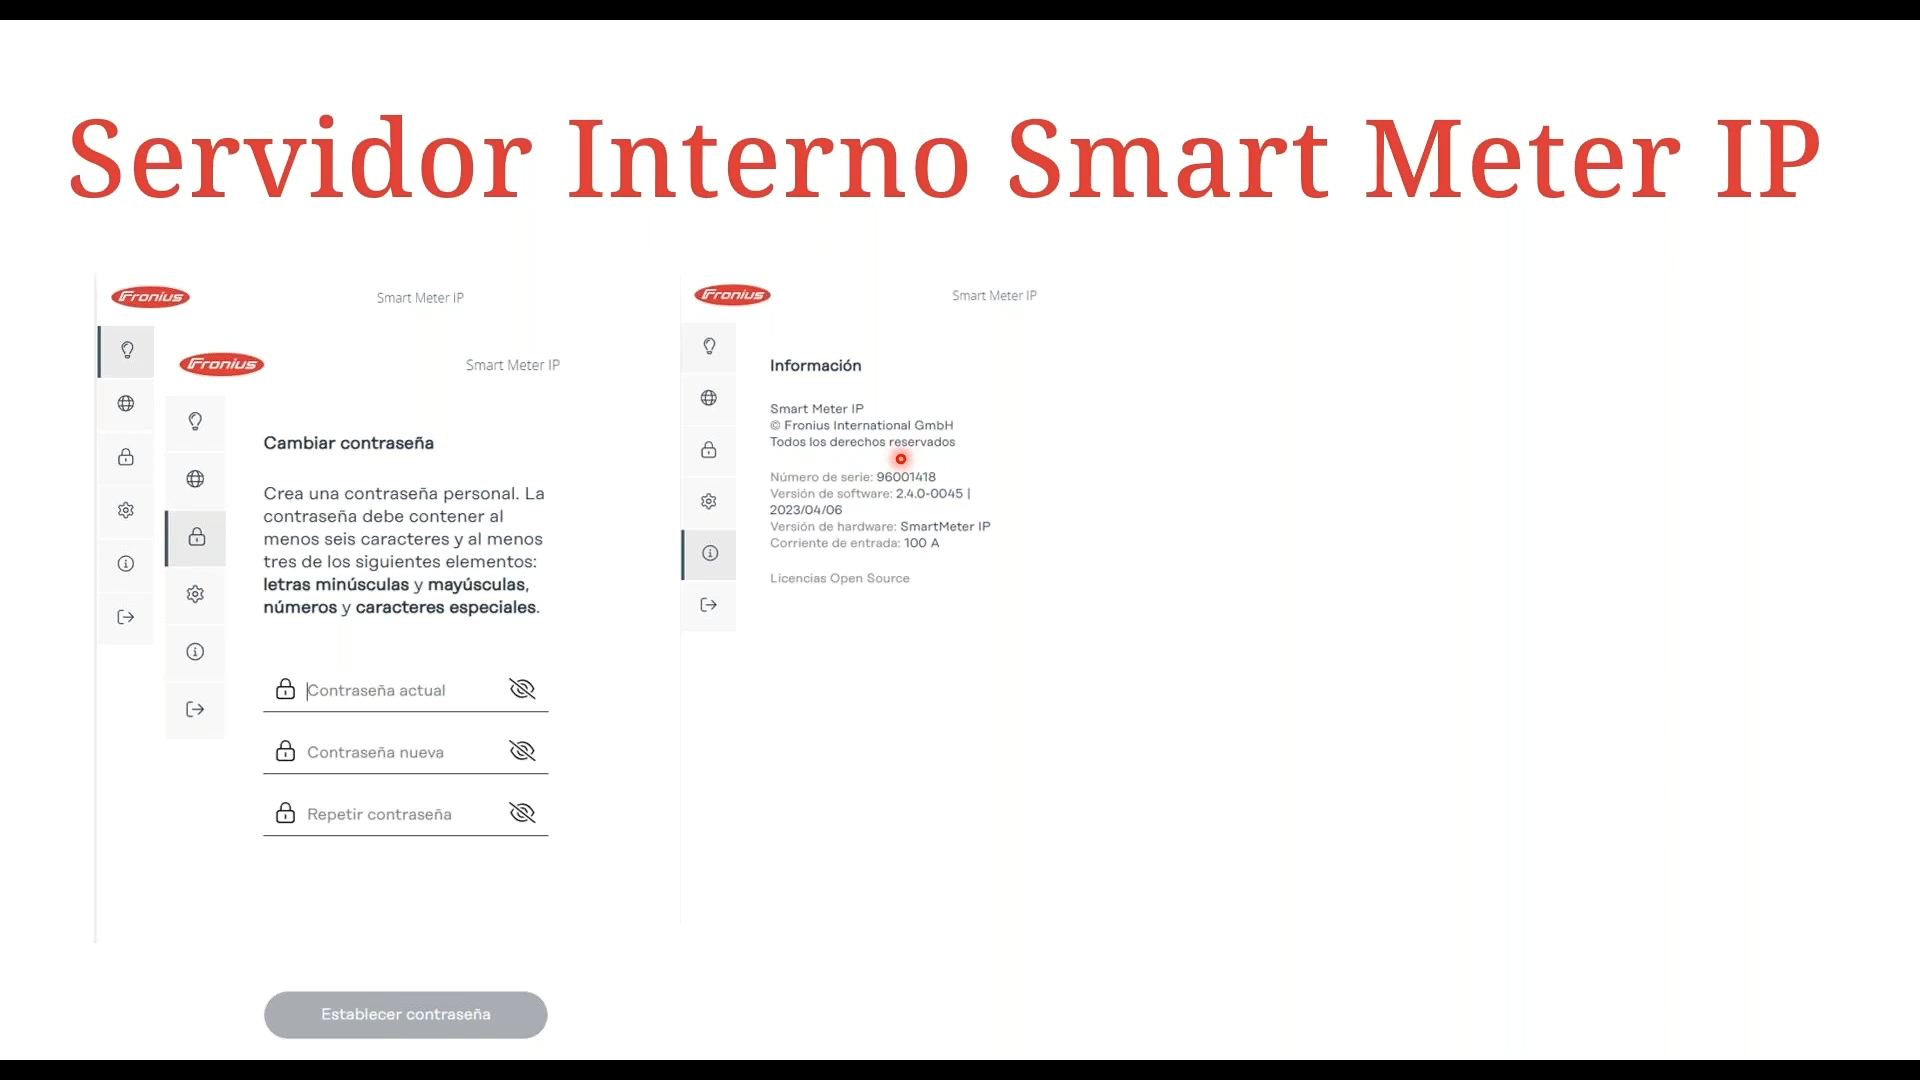 Servidor Interno Smart Meter IP
Fronius
Smart Meter IP
Fronius
Smart Meter IP
Cambiar contraseña
Crea una contraseña personal. La
contraseña debe contener al
menos seis caracteres y al menos
tres de los siguientes elementos:
letras minúsculas y mayúsculas,
números y caracteres especiales.
Contraseña actual
Contraseña nueva
Repetir contraseña
Establecer contraseña
Fronius
Smart Meter IP
Información
Smart Meter IP
© Fronius International GmbH
Todos los derechos reservados
Número de serie: 96001418
Versión de software: 2.4.0-0045 |
2023/04/06
Versión de hardware: SmartMeter IP
Corriente de entrada: 100 A
Licencias Open Source